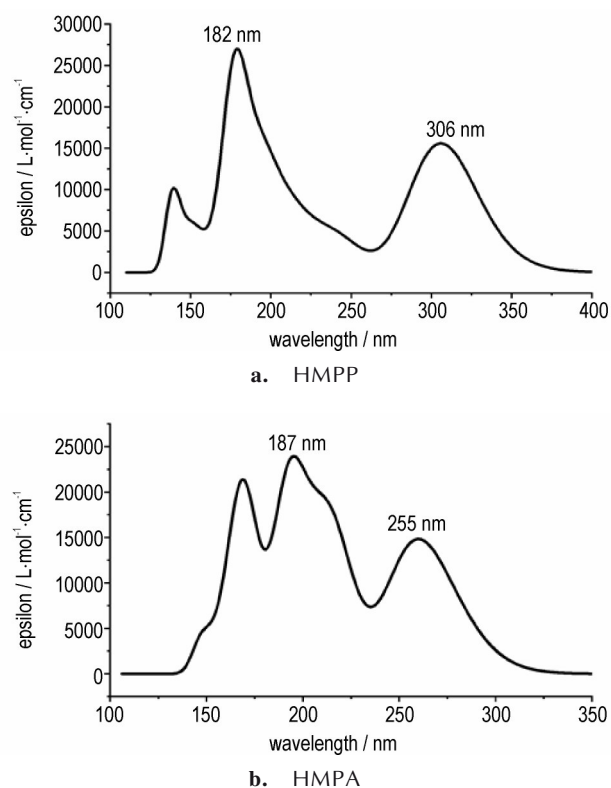 30000
25000
20000
15000
10000
5000
0
epsilon / L·mol⁻¹·cm⁻¹
182 nm
306 nm
100 150 200 250 300 350 400
wavelength / nm
a. HMPP
25000
20000
15000
10000
5000
0
epsilon / L·mol⁻¹·cm⁻¹
187 nm
255 nm
100 150 200 250 300 350
wavelength / nm
b. HMPA